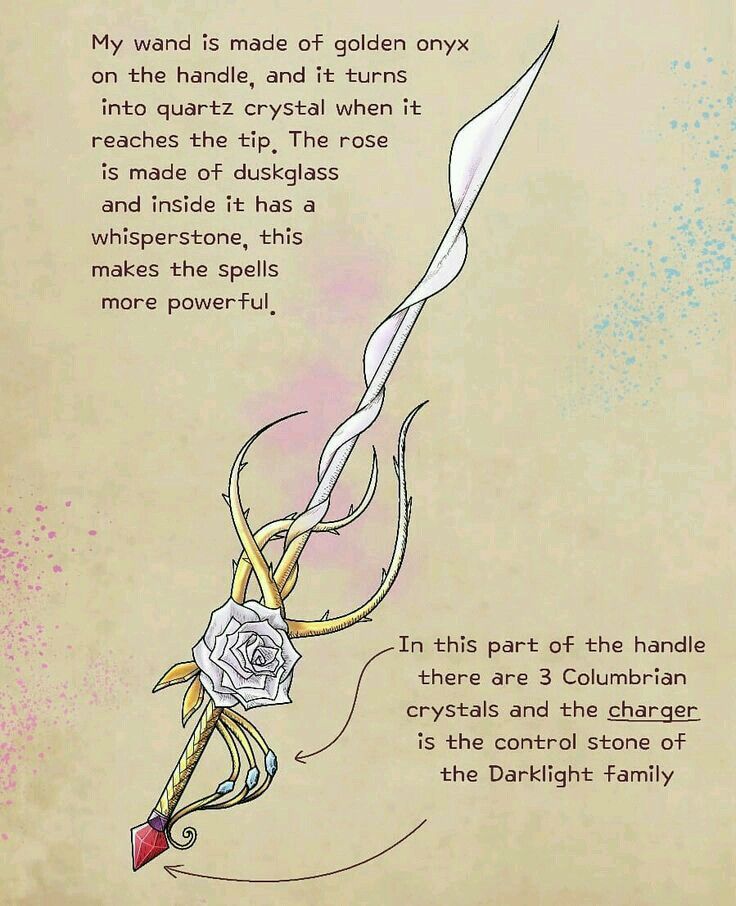 My wand is made of golden onyx
on the handle, and it turns
into quartz crystal when it
reaches the tip. The rose
is made of duskglass
and inside it has a
whisperstone, this
makes the spells
more powerful.
In this part of the handle
there are 3 Columbrian
crystals and the charger
is the control stone of
the Darklight family